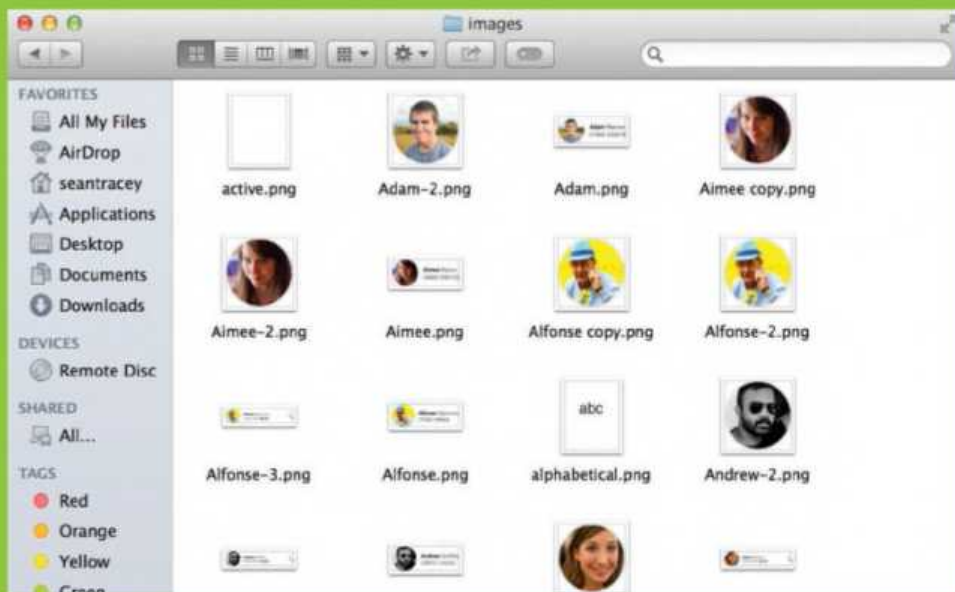 images
FAVORITES
All My Files
AirDrop
seantracey
Applications
Desktop
Documents
Downloads
DEVICES
Remote Disc
SHARED
All...
TAGS
Red
Orange
Yellow
Green
active.png
Adam-2.png
Adam.png
Aimee copy.png
Aimee-2.png
Aimee.png
Alfonse copy.png
Alfonse-2.png
Alfonse-3.png
Alfonse.png
abc
alphabetical.png
Andrew-2.png